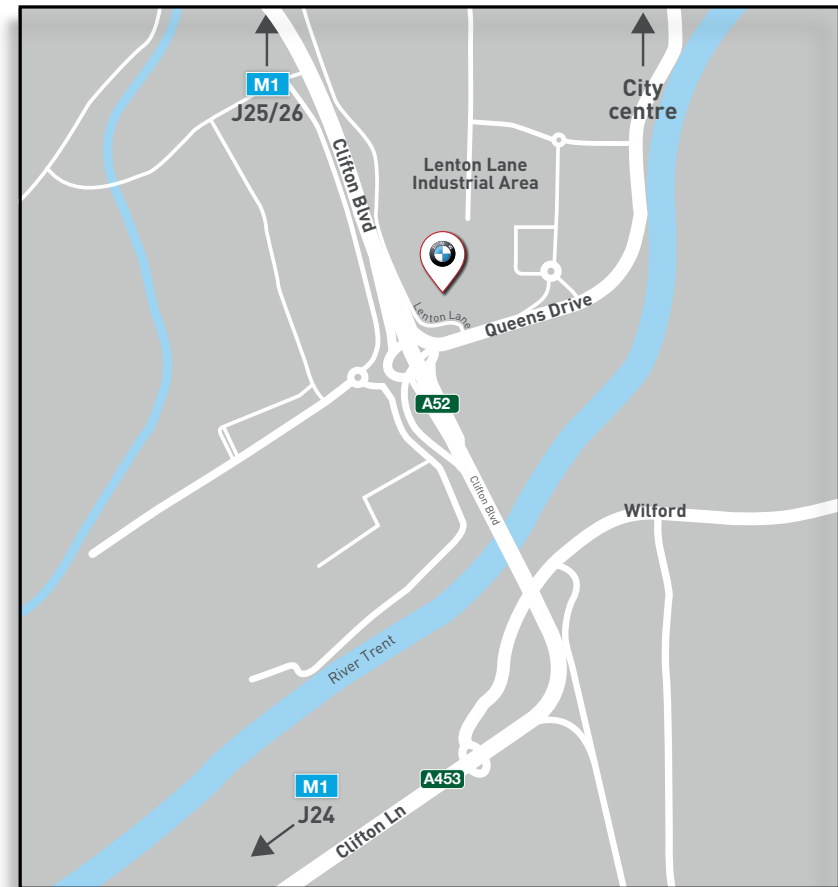 M1
J25/26
City
centre
Clifton Blvd
Lenton Lane
Industrial Area
Lenton Lane
Queens Drive
A52
Clifton Blvd
Wilford
River Trent
A453
M1
J24
Clifton Ln